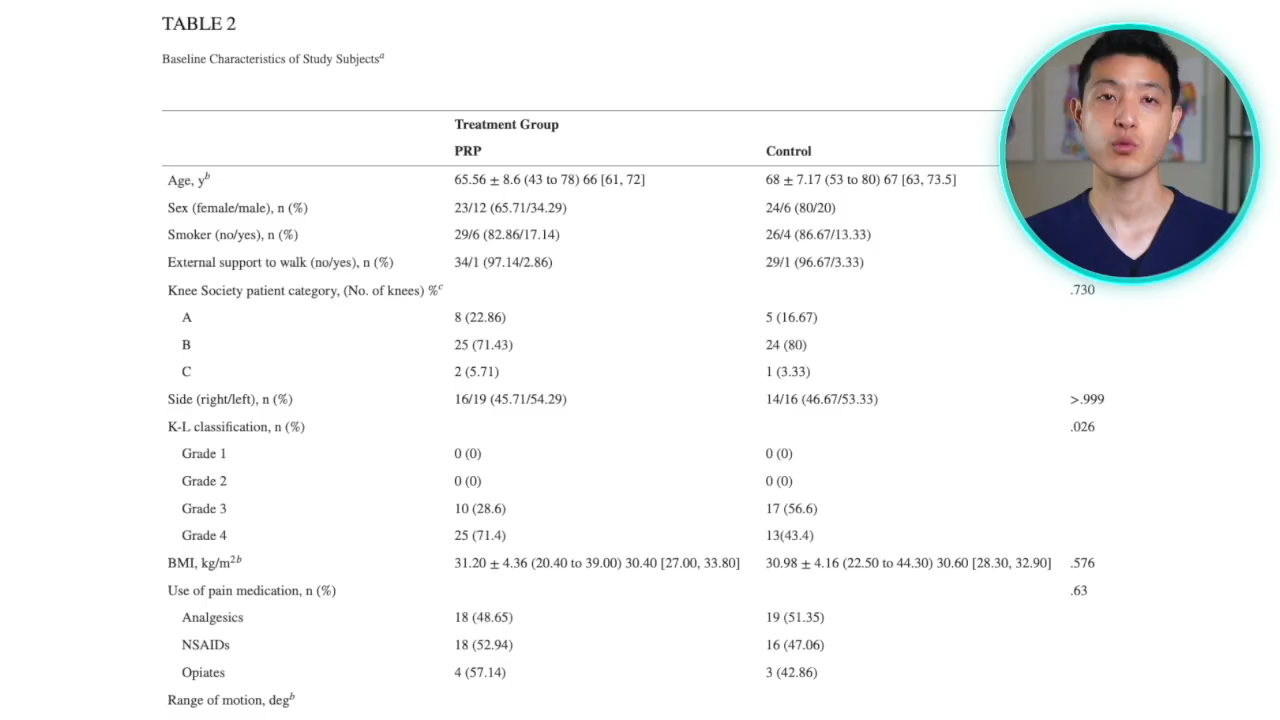 TABLE 2
Baseline Characteristics of Study Subjectsᵃ
Treatment Group
PRP Control
Age, yᵇ 65.56 ± 8.6 (43 to 78) 66 [61, 72] 68 ± 7.17 (53 to 80) 67 [63, 73.5]
Sex (female/male), n (%) 23/12 (65.71/34.29) 24/6 (80/20)
Smoker (no/yes), n (%) 29/6 (82.86/17.14) 26/4 (86.67/13.33)
External support to walk (no/yes), n (%) 34/1 (97.14/2.86) 29/1 (96.67/3.33)
Knee Society patient category, (No. of knees) %ᶜ .730
A 8 (22.86) 5 (16.67)
B 25 (71.43) 24 (80)
C 2 (5.71) 1 (3.33)
Side (right/left), n (%) 16/19 (45.71/54.29) 14/16 (46.67/53.33) >.999
K-L classification, n (%) .026
Grade 1 0 (0) 0 (0)
Grade 2 0 (0) 0 (0)
Grade 3 10 (28.6) 17 (56.6)
Grade 4 25 (71.4) 13(43.4)
BMI, kg/m²ᵇ 31.20 ± 4.36 (20.40 to 39.00) 30.40 [27.00, 33.80] 30.98 ± 4.16 (22.50 to 44.30) 30.60 [28.30, 32.90] .576
Use of pain medication, n (%) .63
Analgesics 18 (48.65) 19 (51.35)
NSAIDs 18 (52.94) 16 (47.06)
Opiates 4 (57.14) 3 (42.86)
Range of motion, degᵇ